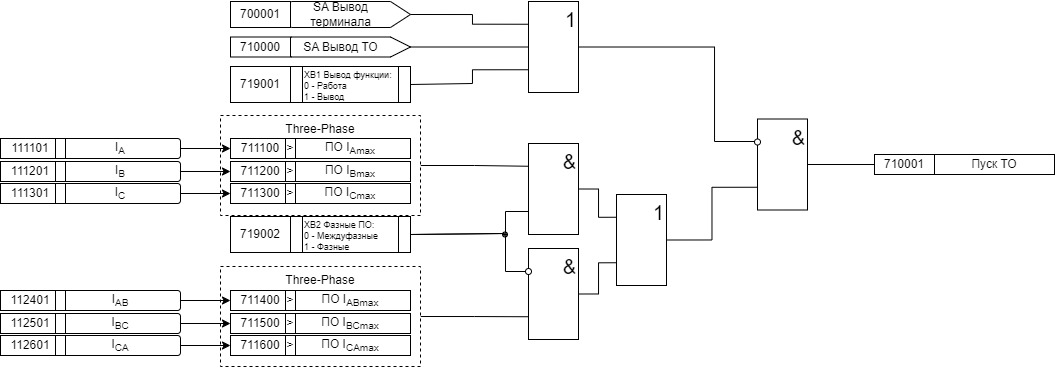 700001 SA Вывод
терминала
1
710000 SA Вывод ТО
719001 XB1 Вывод функции:
0 - Работа
1 - Вывод
Three-Phase
&
111101 IA 711100 > ПО IAmax
&
710001 Пуск ТО
111201 IB 711200 > ПО IBmax
111301 IC 711300 > ПО ICmax
1
719002 XB2 Фазные ПО:
0 - Междуфазные
1 - Фазные
&
Three-Phase
112401 IAB 711400 > ПО IABmax
112501 IBC 711500 > ПО IBCmax
112601 ICA 711600 > ПО ICAmax